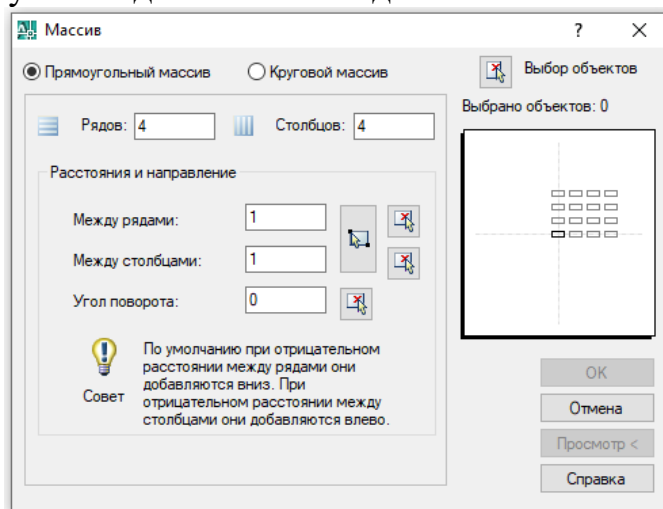 Массив
? X
Прямоугольный массив Круговой массив
Выбор объектов
Выбрано объектов: 0
Рядов: 4 Столбцов: 4
Расстояния и направление
Между рядами: 1
Между столбцами: 1
Угол поворота: 0
По умолчанию при отрицательном
расстоянии между рядами они
добавляются вниз. При
отрицательном расстоянии между
столбцами они добавляются влево.
Совет
OK
Отмена
Просмотр <
Справка